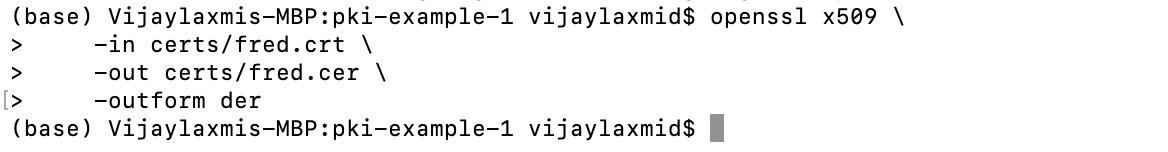 (base) Vijaylaxmis-MBP:pki-example-1 vijaylaxmid$ openssl x509 \
>     -in certs/fred.crt \
>     -out certs/fred.cer \
[>     -outform der
(base) Vijaylaxmis-MBP:pki-example-1 vijaylaxmid$